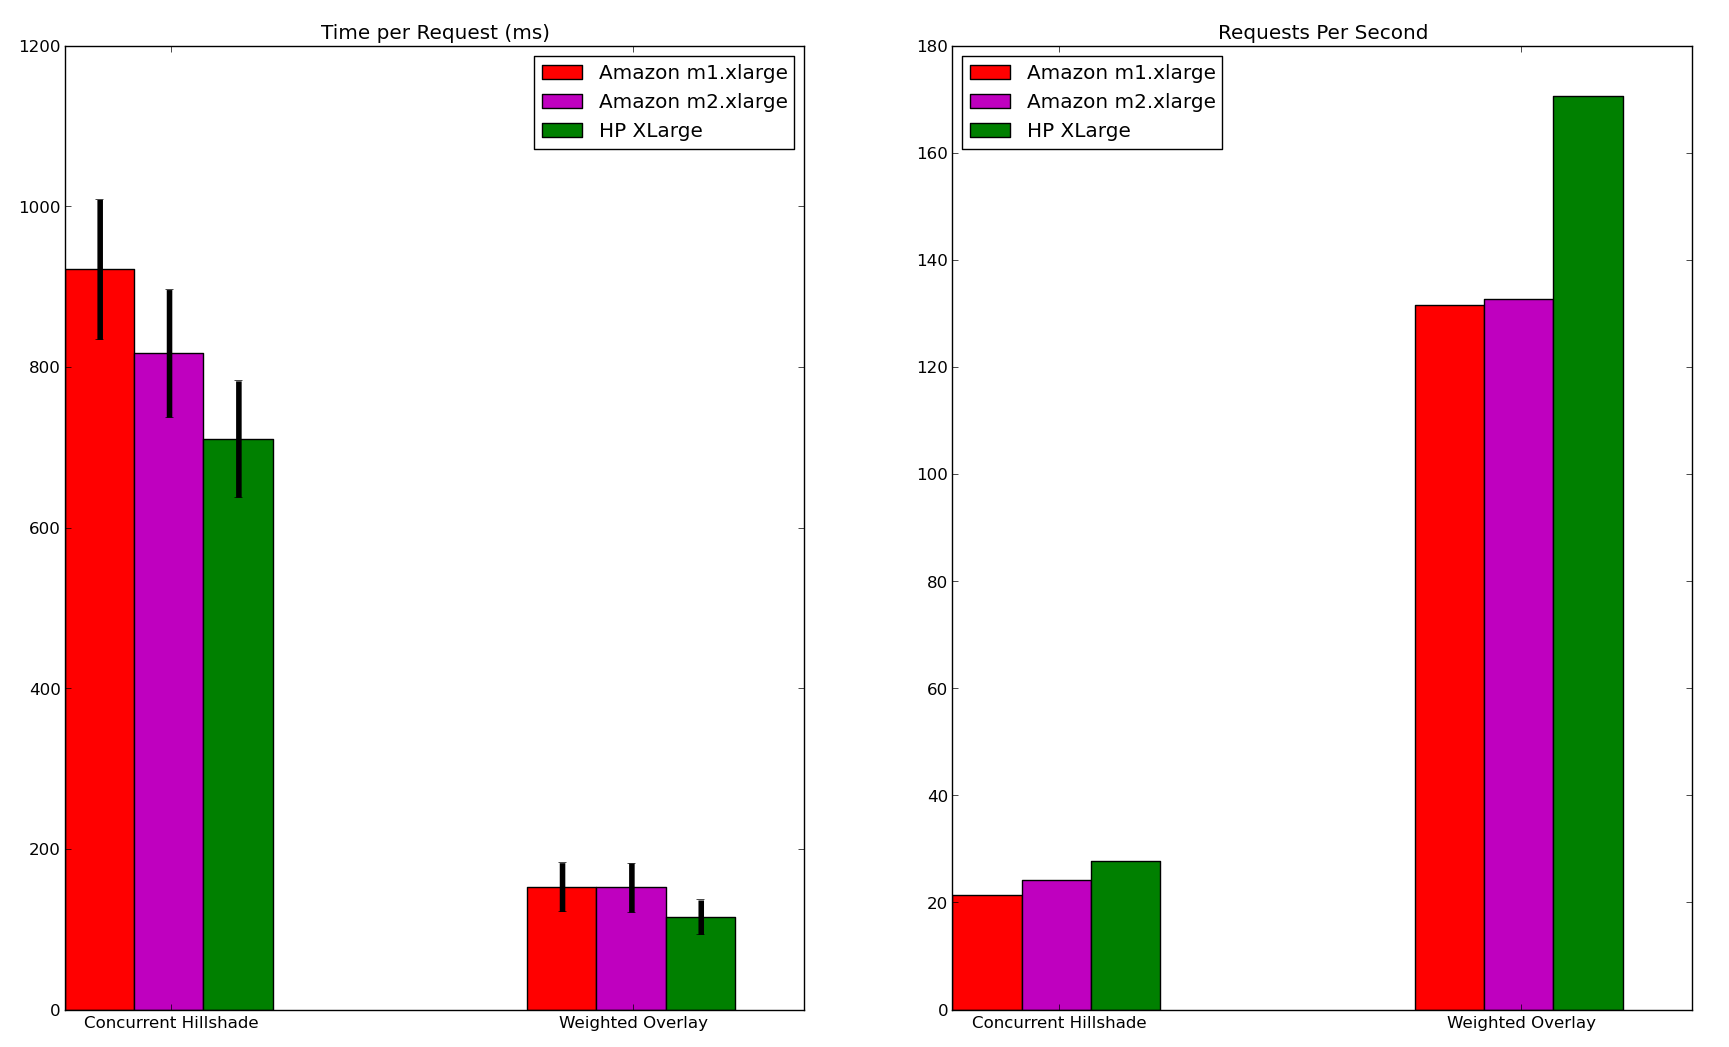 Time per Request (ms)
1200
1000
800
600
400
200
0
Amazon m1.xlarge
Amazon m2.xlarge
HP XLarge
Concurrent Hillshade
Weighted Overlay
Requests Per Second
180
160
140
120
100
80
60
40
20
0
Amazon m1.xlarge
Amazon m2.xlarge
HP XLarge
Concurrent Hillshade
Weighted Overlay